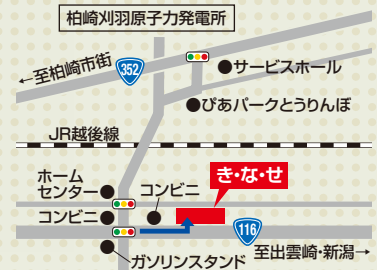 柏崎刈羽原子力発電所
←至柏崎市街
352
サービスホール
ぴあパークとうりんぼ
JR越後線
き・な・せ
ホーム
センター
コンビニ
コンビニ
116
至出雲崎・新潟→
ガソリンスタンド